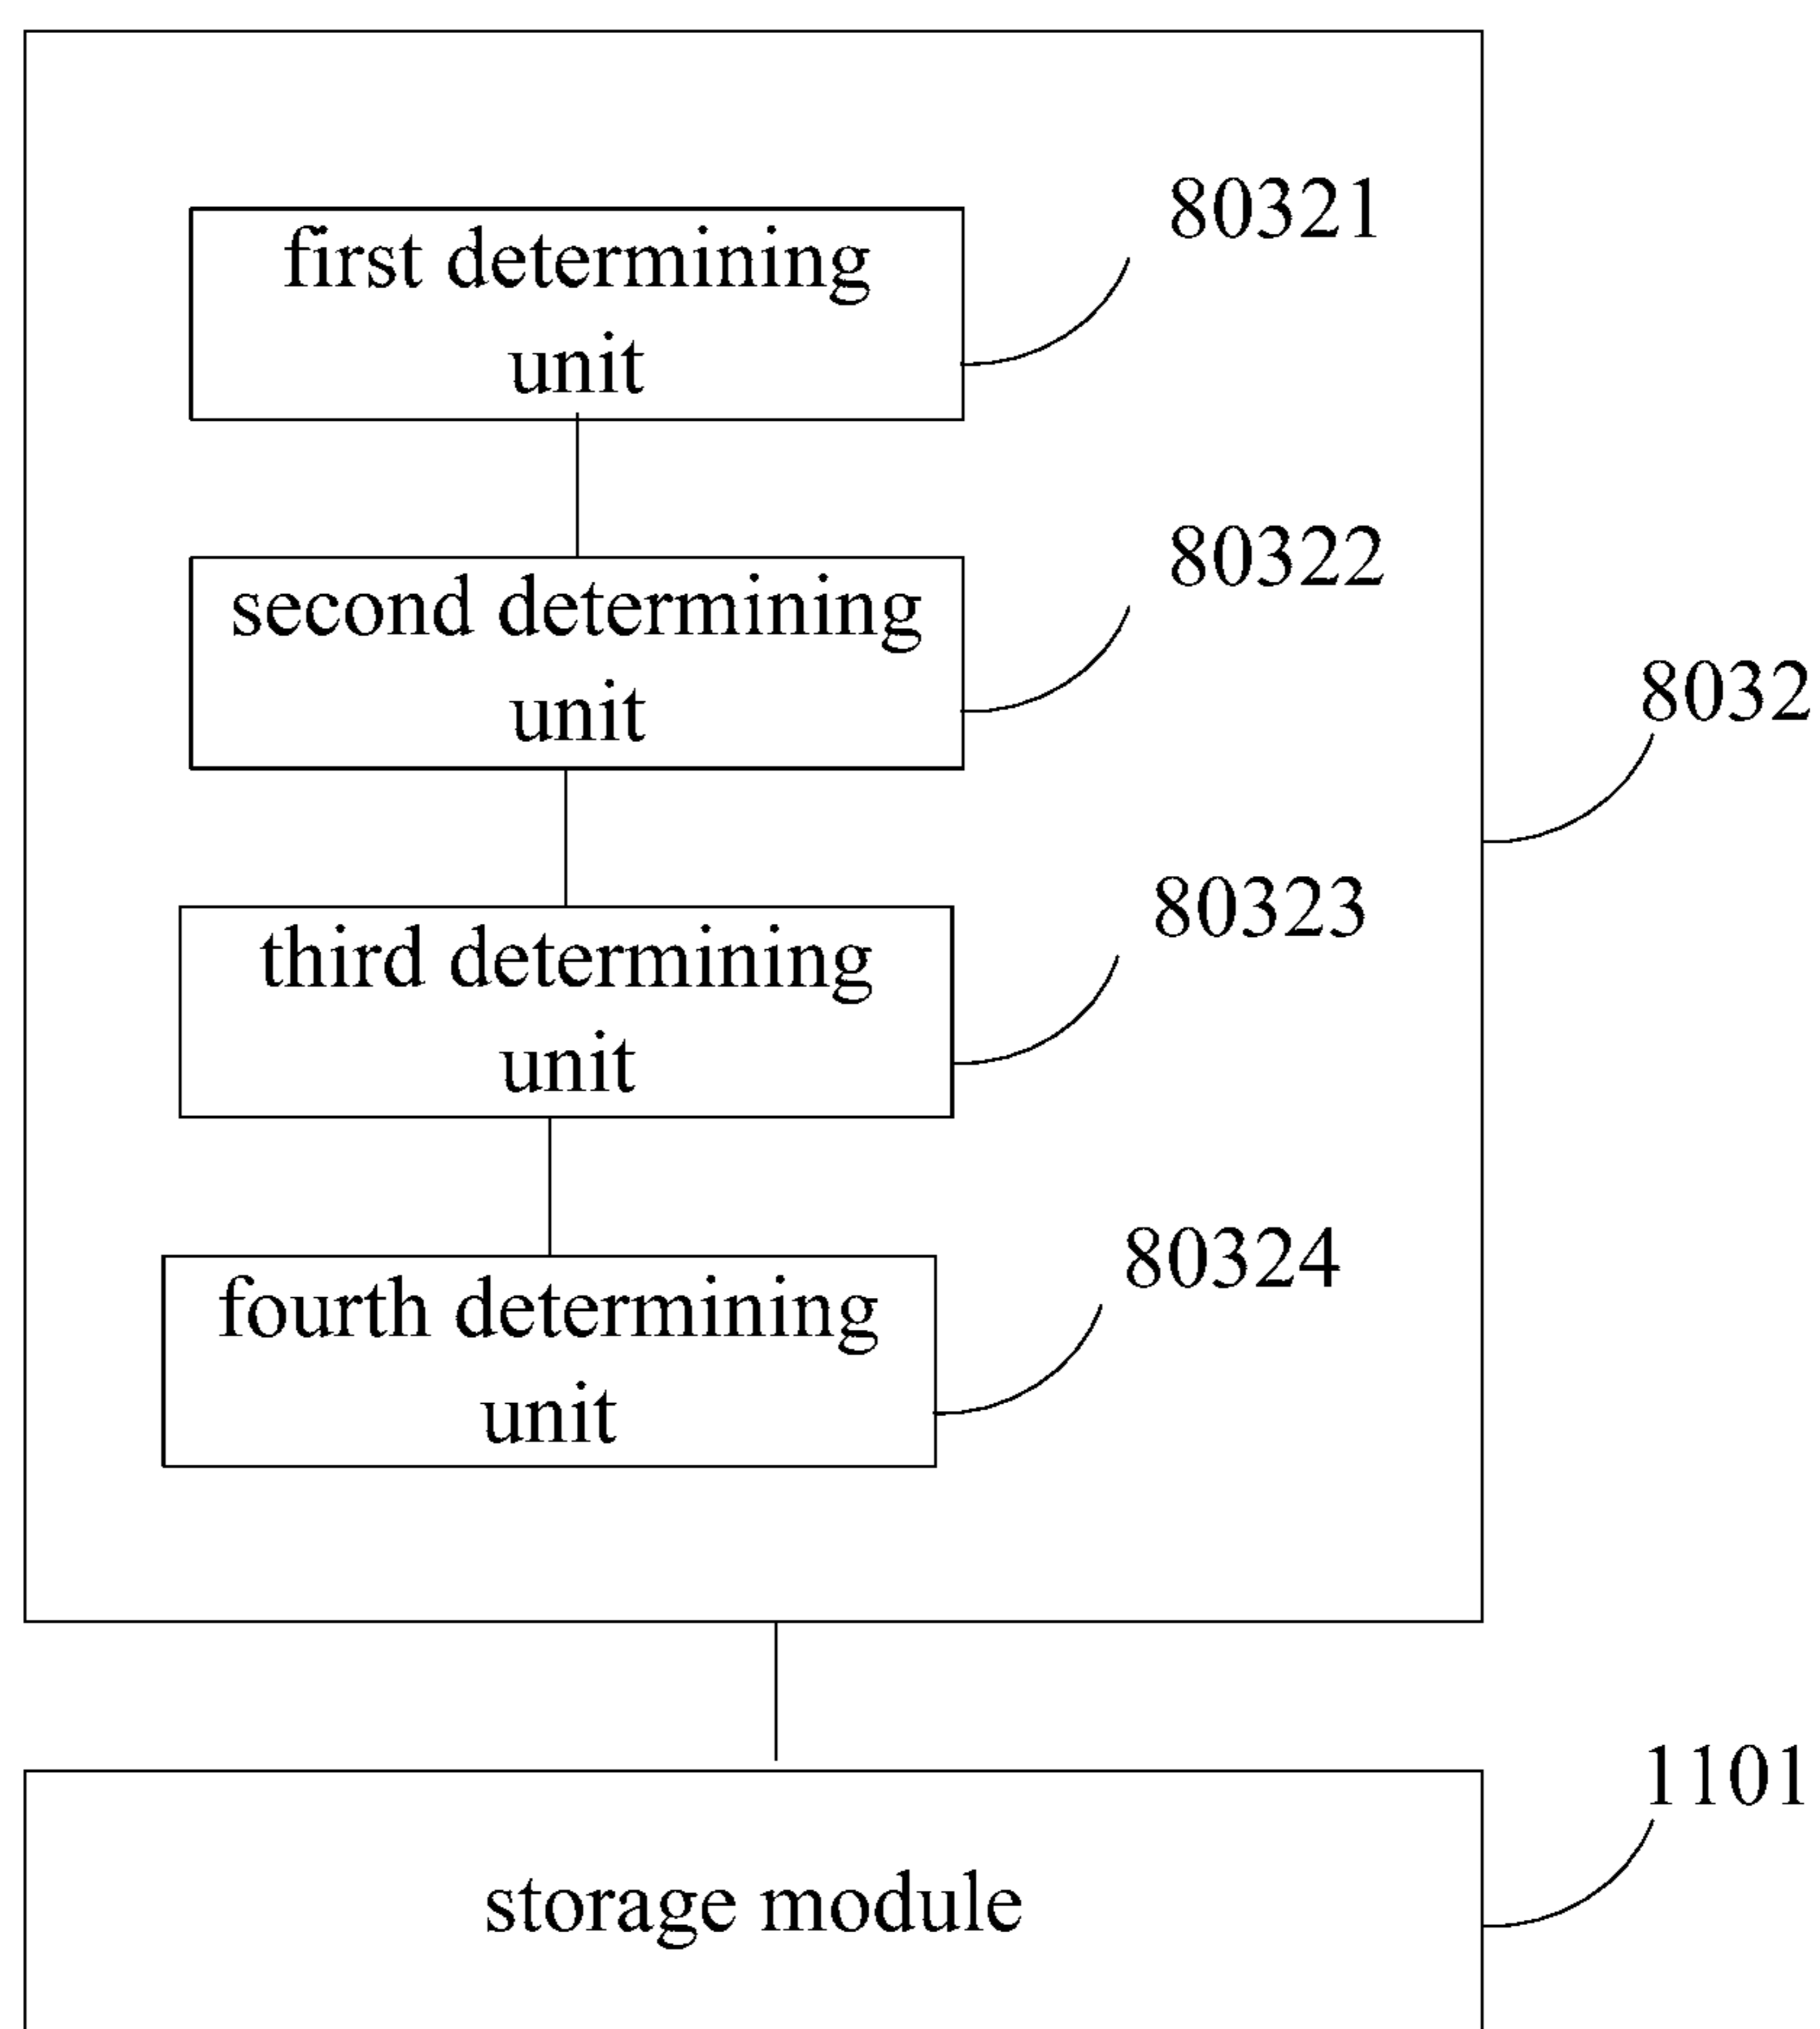 80321
first determining
unit
80322
second determining
unit
8032
80323
third determining
unit
80324
fourth determining
unit
1101
storage module